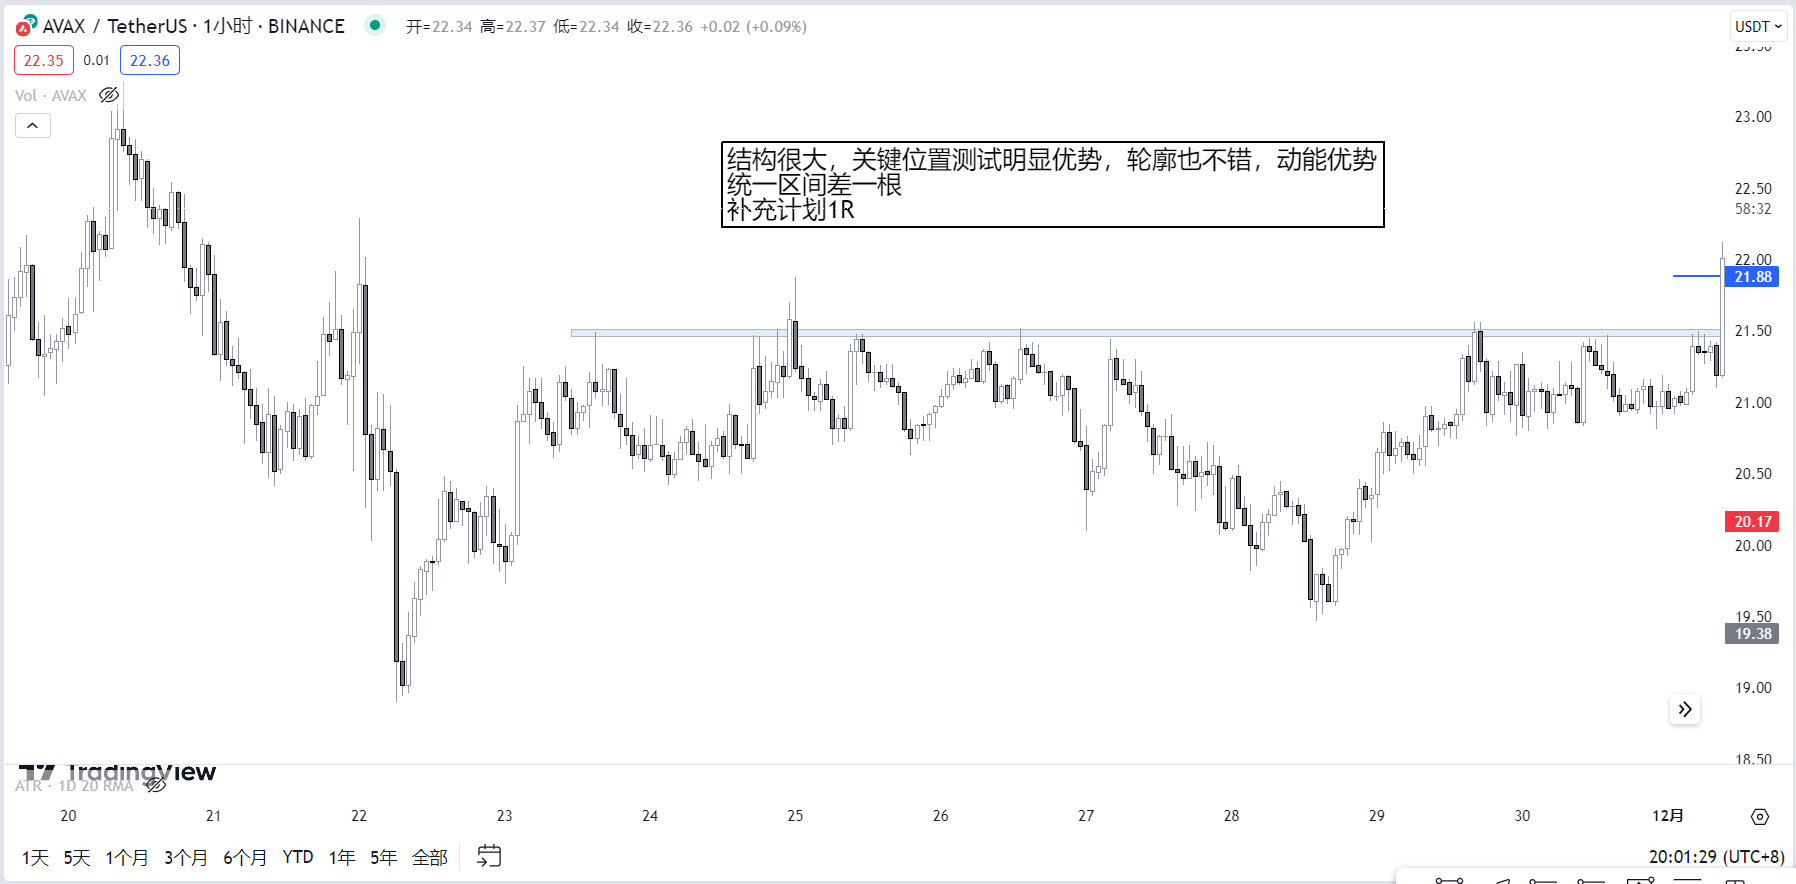 AVAX / TetherUS · 1小时 · BINANCE
开=22.34 高=22.37 低=22.34 收=22.36 +0.02 (+0.09%)
USDT
22.35 0.01 22.36
Vol · AVAX
结构很大，关键位置测试明显优势，轮廓也不错，动能优势
统一区间差一根
补充计划1R
23.50
23.00
22.50
58:32
22.00
21.88
21.50
21.00
20.50
20.17
20.00
19.50
19.38
19.00
18.50
TradingView
ATR · 1D 20 RMA
20 21 22 23 24 25 26 27 28 29 30 12月
1天 5天 1个月 3个月 6个月 YTD 1年 5年 全部
20:01:29 (UTC+8)